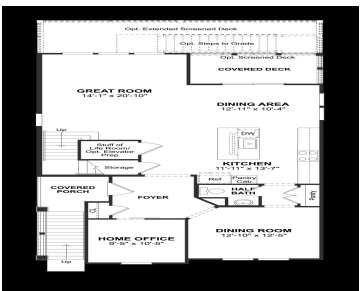 Opt. Extended Screened Deck
Opt. Steps to Grade
Opt. Screened Deck
COVERED DECK
GREAT ROOM
14'-1" x 20'-10"
DINING AREA
12'-11" x 10'-4"
Up
DW
Stuff of
Life Room/
Opt. Elevator
Prep
Storage
KITCHEN
11'-11" x 13'-7"
Ref
Pantry
Cab
COVERED
PORCH
FOYER
HALF
BATH
Pantry
HOME OFFICE
9'-5" x 10'-5"
DINING ROOM
12'-10" x 12'-5"
Up